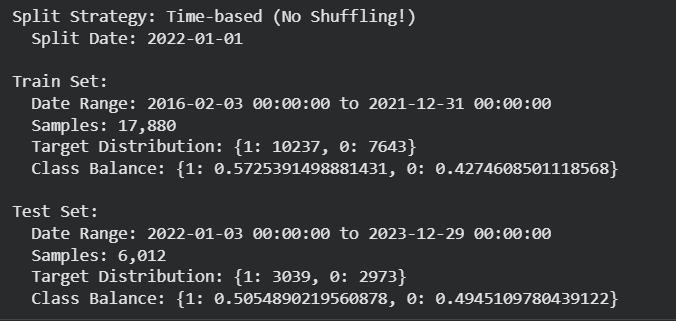 Split Strategy: Time-based (No Shuffling!)
Split Date: 2022-01-01
Train Set:
Date Range: 2016-02-03 00:00:00 to 2021-12-31 00:00:00
Samples: 17,880
Target Distribution: {1: 10237, 0: 7643}
Class Balance: {1: 0.5725391498881431, 0: 0.4274608501118568}
Test Set:
Date Range: 2022-01-03 00:00:00 to 2023-12-29 00:00:00
Samples: 6,012
Target Distribution: {1: 3039, 0: 2973}
Class Balance: {1: 0.5054890219560878, 0: 0.4945109780439122}